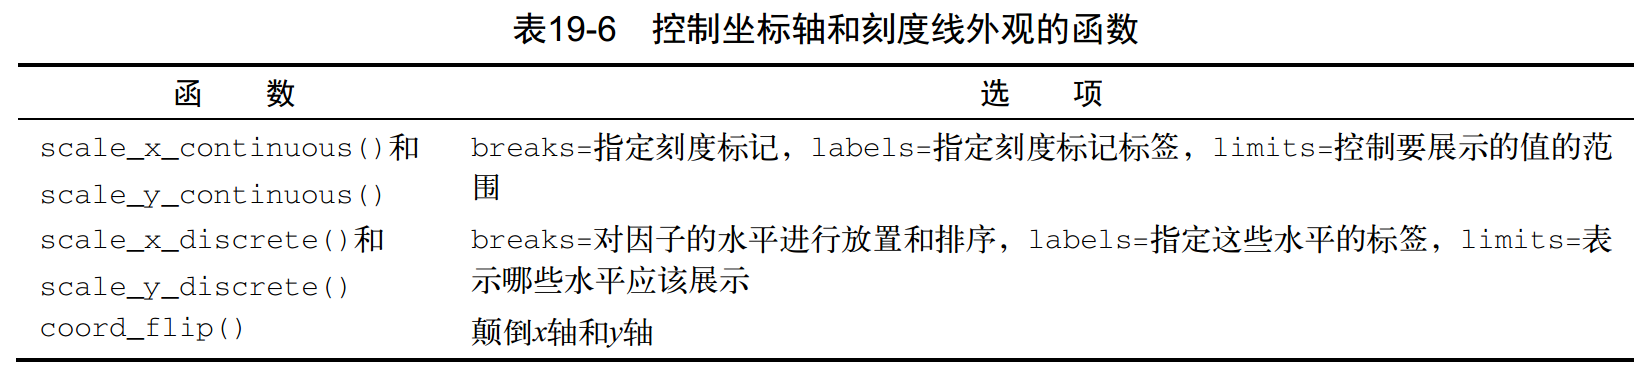 表19-6 控制坐标轴和刻度线外观的函数
函 数 选 项
scale_x_continuous()和 breaks=指定刻度标记，labels=指定刻度标记标签，limits=控制要展示的值的范
scale_y_continuous() 围
scale_x_discrete()和 breaks=对因子的水平进行放置和排序，labels=指定这些水平的标签，limits=表
scale_y_discrete() 示哪些水平应该展示
coord_flip() 颠倒x轴和y轴